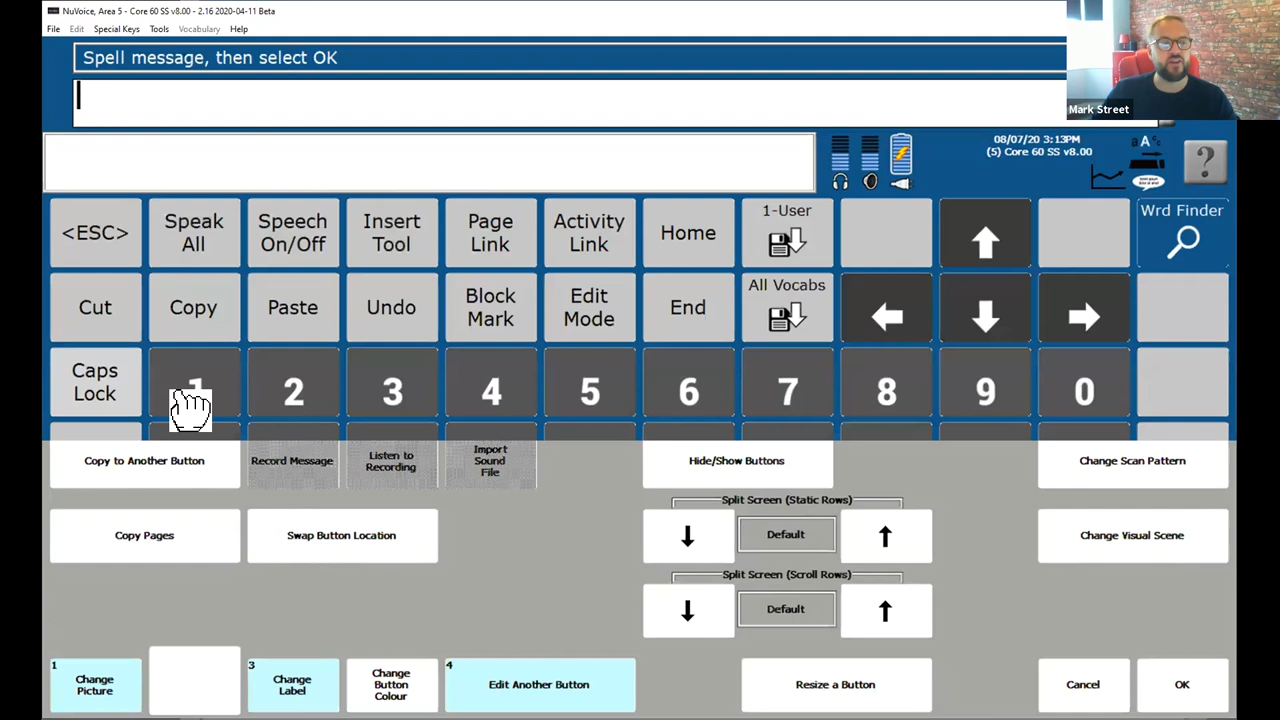 NuVoice, Area 5 - Core 60 SS v8.00 - 2.16 2020-04-11 Beta
File Edit Special Keys Tools Vocabulary Help
Spell message, then select OK
Mark Street
08/07/20 3:13PM
(5) Core 60 SS v8.00
<ESC>
Speak
All
Speech
On/Off
Insert
Tool
Page
Link
Activity
Link
Home
1-User
Wrd Finder
Cut
Copy
Paste
Undo
Block
Mark
Edit
Mode
End
All Vocabs
Caps
Lock
1
2
3
4
5
6
7
8
9
0
Copy to Another Button
Record Message
Listen to
Recording
Import
Sound
File
Hide/Show Buttons
Change Scan Pattern
Split Screen (Static Rows)
Copy Pages
Swap Button Location
Default
Change Visual Scene
Split Screen (Scroll Rows)
Default
1
Change
Picture
3
Change
Label
Change
Button
Colour
4
Edit Another Button
Resize a Button
Cancel
OK